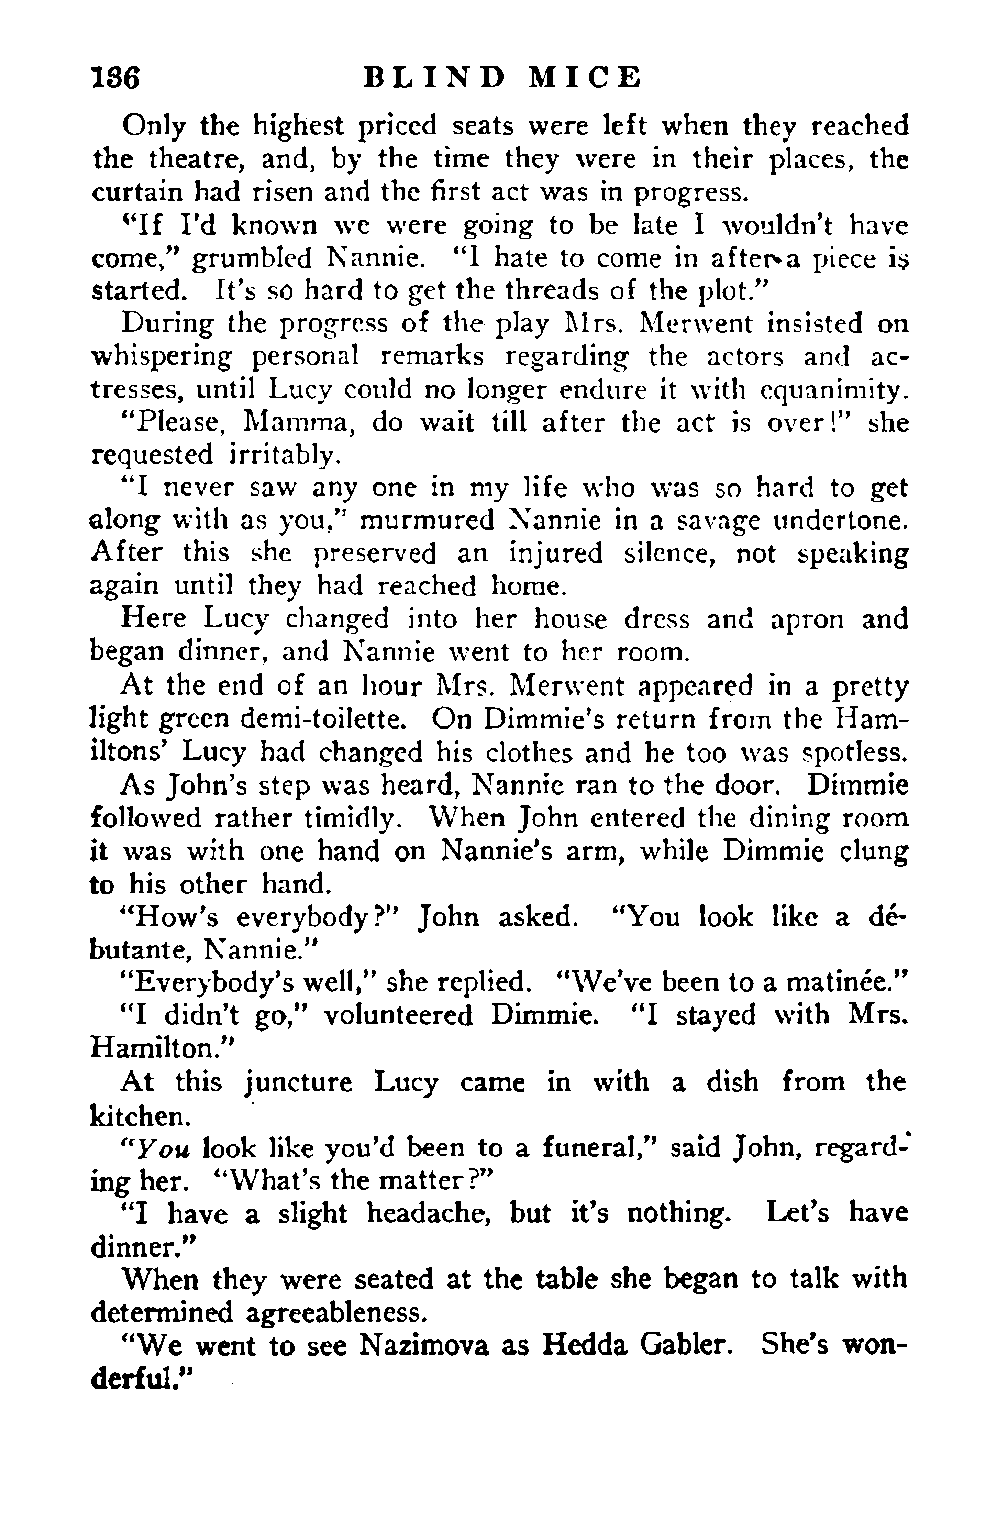 136 BLIND MICE
Only the highest priced seats were left when they reached
the theatre, and, by the time they were in their places, the
curtain had risen and the first act was in progress.
“If I'd known we were going to be late I wouldn't have
come,” grumbled Nannie. “I hate to come in after a piece is
started. It's so hard to get the threads of the plot.”
During the progress of the play Mrs. Merwent insisted on
whispering personal remarks regarding the actors and ac-
tresses, until Lucy could no longer endure it with equanimity.
“Please, Mamma, do wait till after the act is over!” she
requested irritably.
“I never saw any one in my life who was so hard to get
along with as you,” murmured Nannie in a savage undertone.
After this she preserved an injured silence, not speaking
again until they had reached home.
Here Lucy changed into her house dress and apron and
began dinner, and Nannie went to her room.
At the end of an hour Mrs. Merwent appeared in a pretty
light green demi-toilette. On Dimmie's return from the Ham-
iltons' Lucy had changed his clothes and he too was spotless.
As John's step was heard, Nannie ran to the door. Dimmie
followed rather timidly. When John entered the dining room
it was with one hand on Nannie's arm, while Dimmie clung
to his other hand.
“How's everybody?” John asked. “You look like a dé-
butante, Nannie.”
“Everybody's well,” she replied. “We've been to a matinée.”
“I didn't go,” volunteered Dimmie. “I stayed with Mrs.
Hamilton.”
At this juncture Lucy came in with a dish from the
kitchen.
“You look like you'd been to a funeral,” said John, regard-
ing her. “What's the matter?”
“I have a slight headache, but it's nothing. Let's have
dinner.”
When they were seated at the table she began to talk with
determined agreeableness.
“We went to see Nazimova as Hedda Gabler. She's won-
derful.”